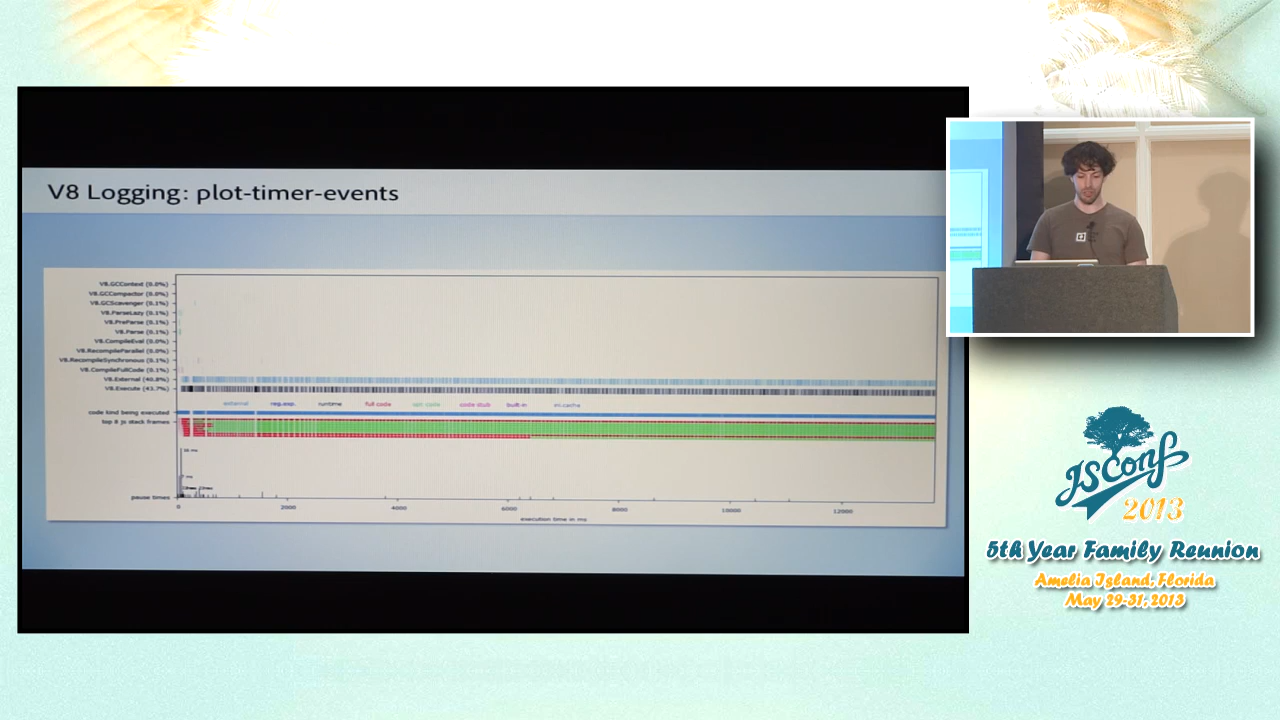 V8 Logging: plot-timer-events
V8.GCContext (0.0%)
V8.GCCompactor (0.0%)
V8.GCScavenger (0.1%)
V8.ParseLazy (0.1%)
V8.PreParse (0.1%)
V8.Parse (0.1%)
V8.CompileEval (0.0%)
V8.RecompileParallel (0.0%)
V8.RecompileSynchronous (0.1%)
V8.CompileFullCode (0.1%)
V8.External (40.8%)
V8.Execute (43.7%)
external reg.exp. runtime full code opt. code code stub built-in inl.cache
code kind being executed
top 8 js stack frames
pause times
0 2000 4000 6000 8000 10000 12000
execution time in ms
JSConf
2013
5th Year Family Reunion
Amelia Island, Florida
May 29-31, 2013